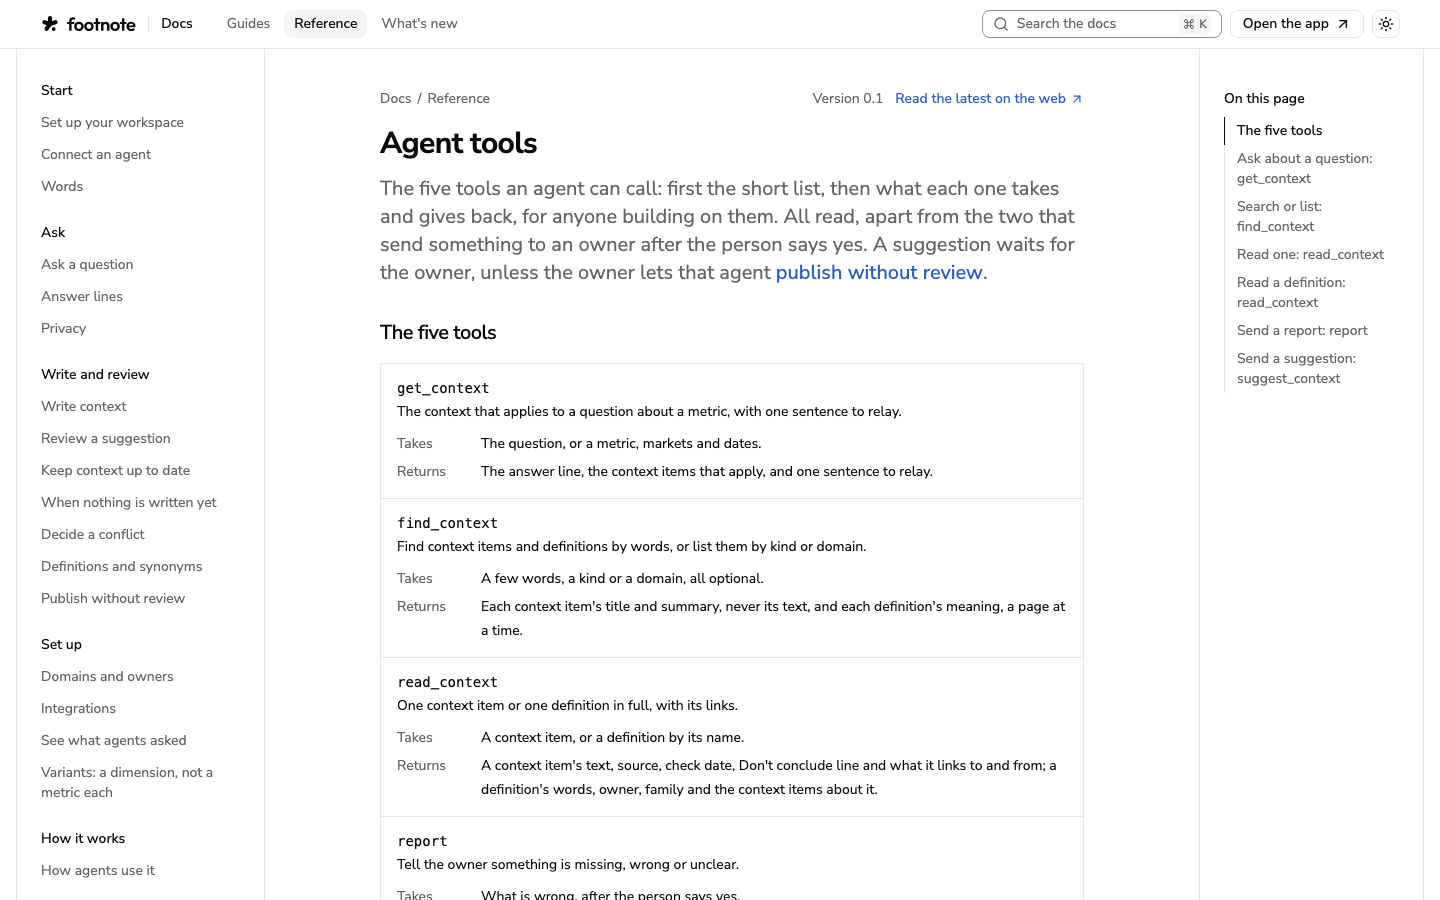 footnote
Docs
Guides
Reference
What's new
Search the docs
⌘ K
Open the app
Start
Set up your workspace
Connect an agent
Words
Ask
Ask a question
Answer lines
Privacy
Write and review
Write context
Review a suggestion
Keep context up to date
When nothing is written yet
Decide a conflict
Definitions and synonyms
Publish without review
Set up
Domains and owners
Integrations
See what agents asked
Variants: a dimension, not a
metric each
How it works
How agents use it
Docs / Reference
Version 0.1
Read the latest on the web
Agent tools
The five tools an agent can call: first the short list, then what each one takes
and gives back, for anyone building on them. All read, apart from the two that
send something to an owner after the person says yes. A suggestion waits for
the owner, unless the owner lets that agent publish without review.
The five tools
get_context
The context that applies to a question about a metric, with one sentence to relay.
Takes The question, or a metric, markets and dates.
Returns The answer line, the context items that apply, and one sentence to relay.
find_context
Find context items and definitions by words, or list them by kind or domain.
Takes A few words, a kind or a domain, all optional.
Returns Each context item's title and summary, never its text, and each definition's meaning, a page at
a time.
read_context
One context item or one definition in full, with its links.
Takes A context item, or a definition by its name.
Returns A context item's text, source, check date, Don't conclude line and what it links to and from; a
definition's words, owner, family and the context items about it.
report
Tell the owner something is missing, wrong or unclear.
Takes What is wrong, after the person says yes.
On this page
The five tools
Ask about a question:
get_context
Search or list:
find_context
Read one: read_context
Read a definition:
read_context
Send a report: report
Send a suggestion:
suggest_context